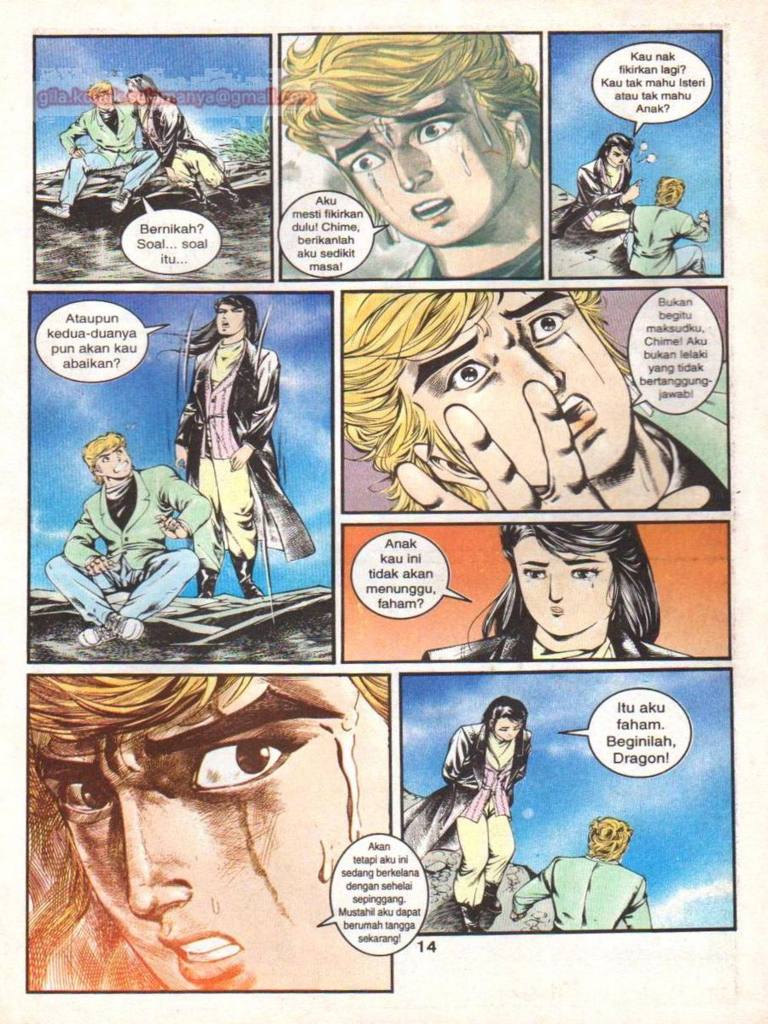 Bernikah?
Soal... soal
itu...
Aku
mesti fikirkan
dulu! Chime,
berikanlah
aku sedikit
masa!
Kau nak
fikirkan lagi?
Kau tak mahu Isteri
atau tak mahu
Anak?
Ataupun
kedua-duanya
pun akan kau
abaikan?
Bukan
begitu
maksudku,
Chime! Aku
bukan lelaki
yang tidak
bertanggung-
jawab!
Anak
kau ini
tidak akan
menunggu,
faham?
Akan
tetapi aku ini
sedang berkelana
dengan sehelai
sepinggang.
Mustahil aku dapat
berumah tangga
sekarang!
Itu aku
faham.
Beginilah,
Dragon!
14